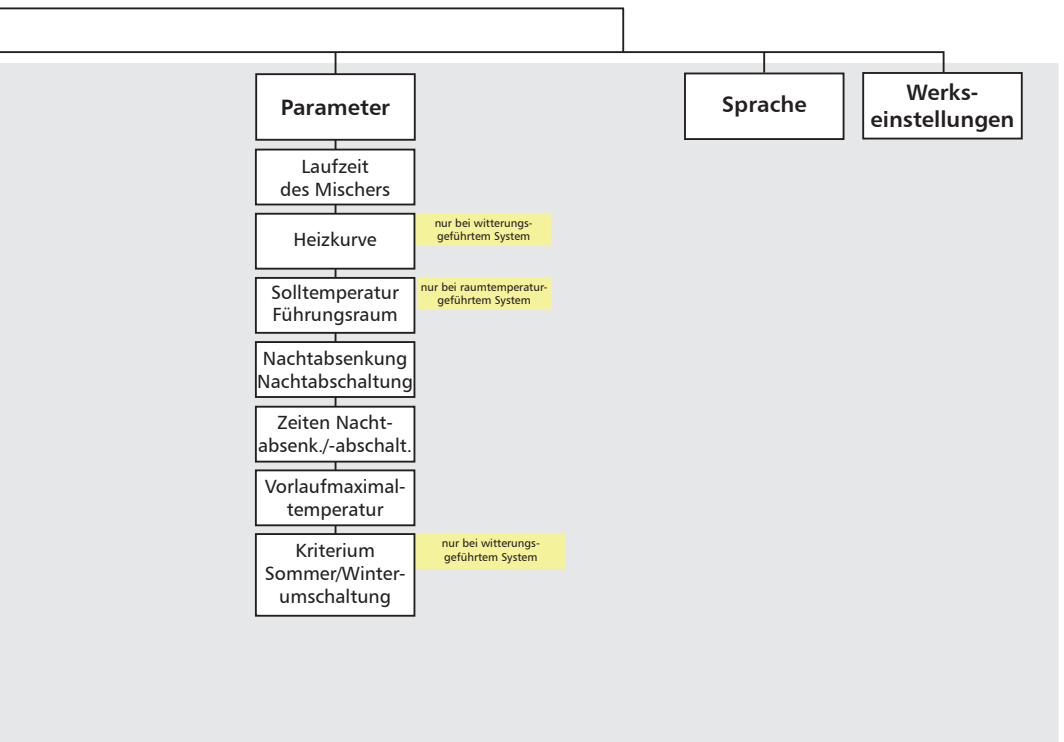 Parameter
Sprache
Werks-
einstellungen
Laufzeit
des Mischers
Heizkurve
nur bei witterungs-
geführtem System
Solltemperatur
Führungsraum
nur bei raumtemperatur-
geführtem System
Nachtabsenkung
Nachtabschaltung
Zeiten Nacht-
absenk./-abschalt.
Vorlaufmaximal-
temperatur
Kriterium
Sommer/Winter-
umschaltung
nur bei witterungs-
geführtem System